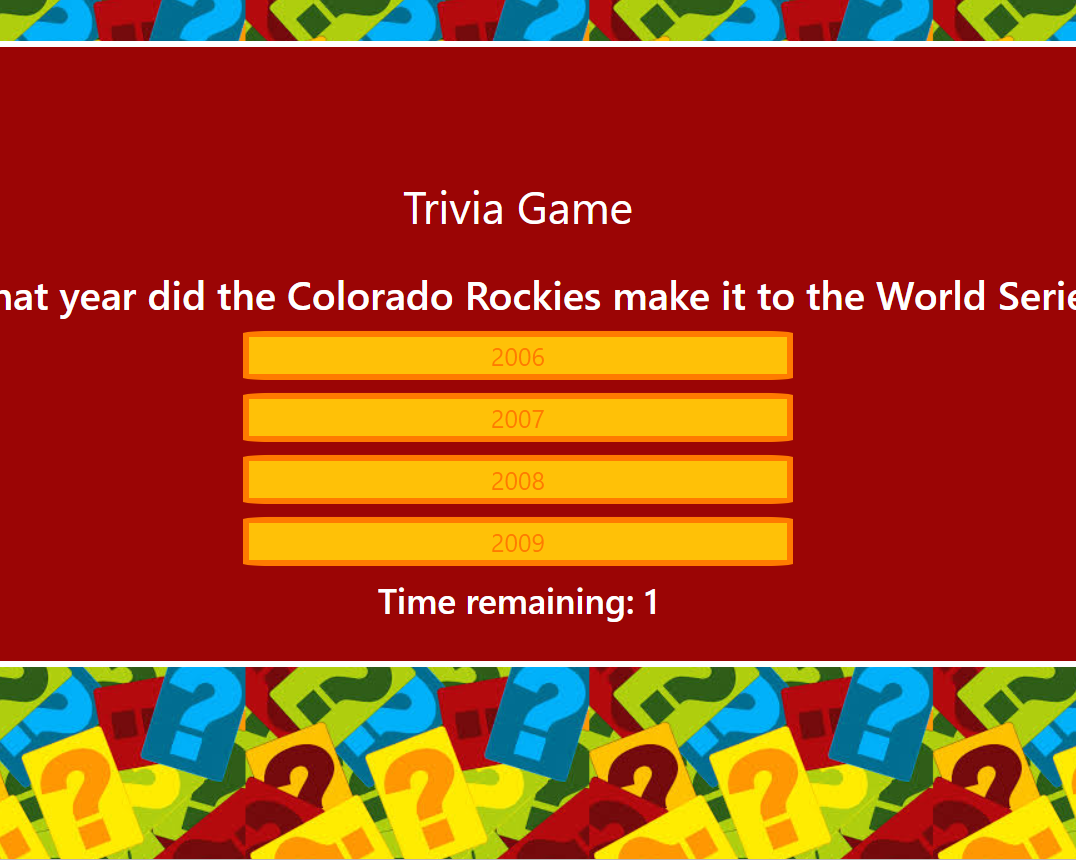 Trivia Game
hat year did the Colorado Rockies make it to the World Serie
2006
2007
2008
2009
Time remaining: 1